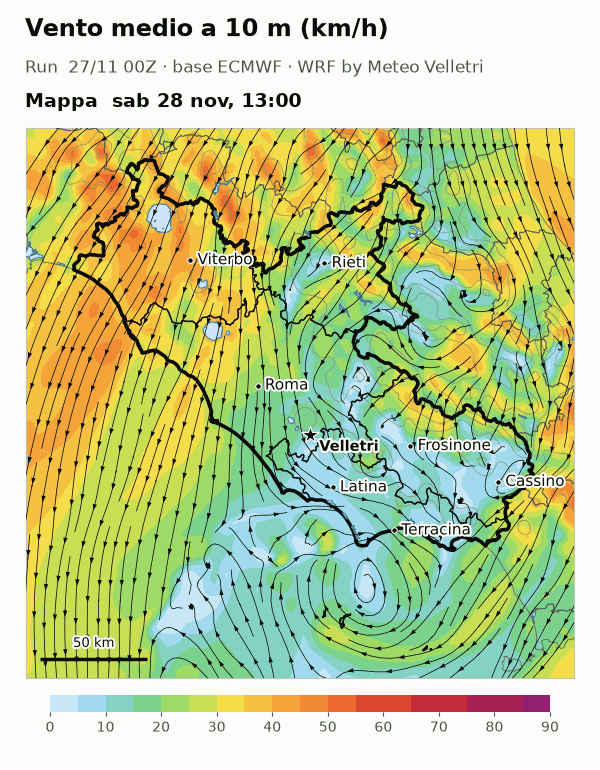 Vento medio a 10 m (km/h)
Run  27/11 00Z · base ECMWF · WRF by Meteo Velletri
Mappa  sab 28 nov, 13:00
Viterbo
Rieti
Roma
Velletri
Frosinone
Latina
Cassino
Terracina
50 km
0 10 20 30 40 50 60 70 80 90